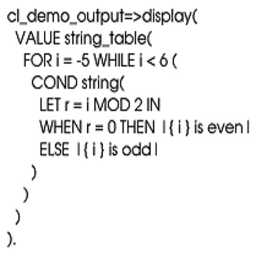 cl_demo_output=>display(
VALUE string_table(
FOR i = -5 WHILE i < 6 (
COND string(
LET r = i MOD 2 IN
WHEN r = 0 THEN |{ i } is even|
ELSE |{ i } is odd|
)
)
)
).